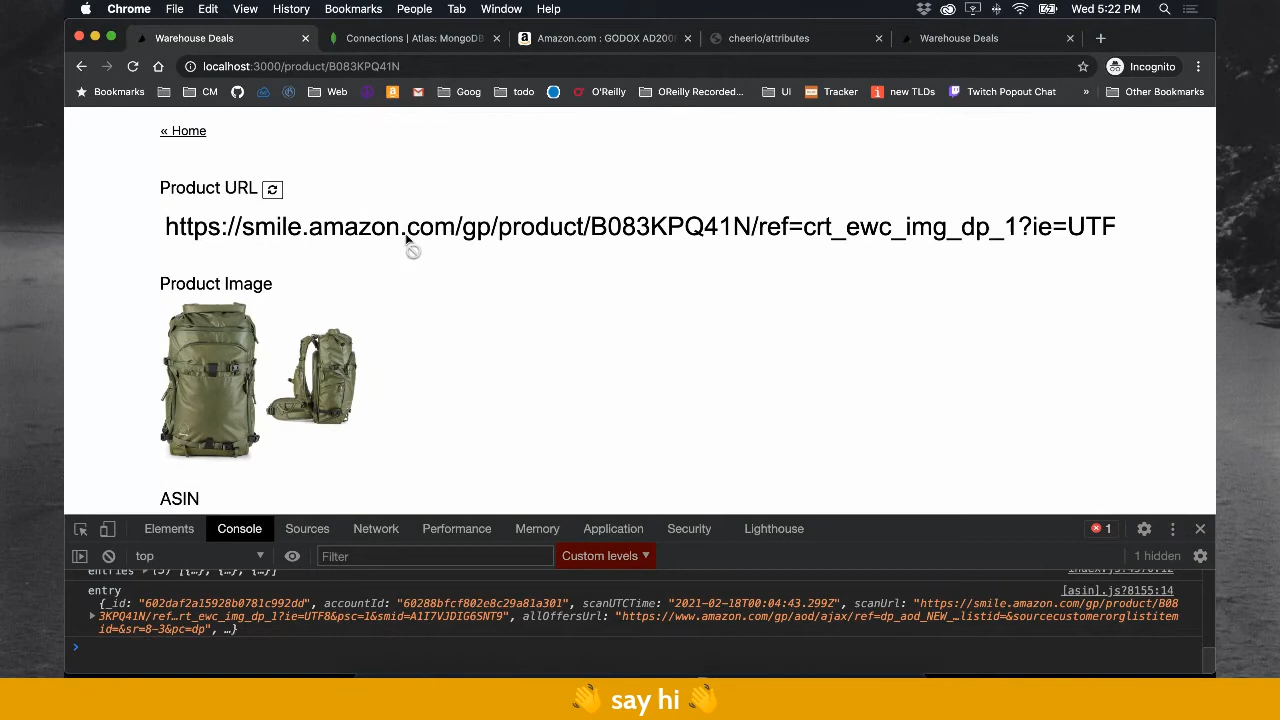 Chrome File Edit View History Bookmarks People Tab Window Help Wed 5:22 PM
Warehouse Deals Connections | Atlas: MongoDB Amazon.com : GODOX AD200 cheerio/attributes Warehouse Deals
localhost:3000/product/B083KPQ41N Incognito
Bookmarks CM Web Goog todo O'Reilly OReilly Recorded... UI Tracker new TLDs Twitch Popout Chat » Other Bookmarks
« Home
Product URL
https://smile.amazon.com/gp/product/B083KPQ41N/ref=crt_ewc_img_dp_1?ie=UTF
Product Image
ASIN
Elements Console Sources Network Performance Memory Application Security Lighthouse 1
top Filter Custom levels 1 hidden
entry [asin].js?8155:14
{_id: "602daf2a15928b0781c992dd", accountId: "60288bfcf802e8c29a81a301", scanUTCTime: "2021-02-18T00:04:43.299Z", scanUrl: "https://smile.amazon.com/gp/product/B08
3KPQ41N/ref…rt_ewc_img_dp_1?ie=UTF8&psc=1&smid=A1I7VJDIG6SNT9", allOffersUrl: "https://www.amazon.com/gp/aod/ajax/ref=dp_aod_NEW_…listid=&sourcecustomerorglistitem
id=&sr=8-3&pc=dp", …}
👋 say hi 👋